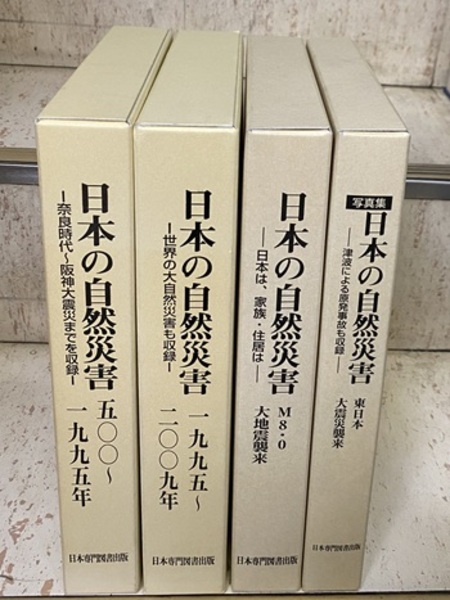 日本の自然災害
五〇〇〜
一九九五年
ー奈良時代〜阪神大震災までを収録ー
日本専門図書出版
日本の自然災害
一九九五〜
二〇〇九年
ー世界の大自然災害も収録ー
日本専門図書出版
日本の自然災害
M8・0
大地震襲来
―日本は、家族・住居は―
日本専門図書出版
写真集
日本の自然災害
東日本
大震災襲来
―津波による原発事故も収録―
日本専門図書出版